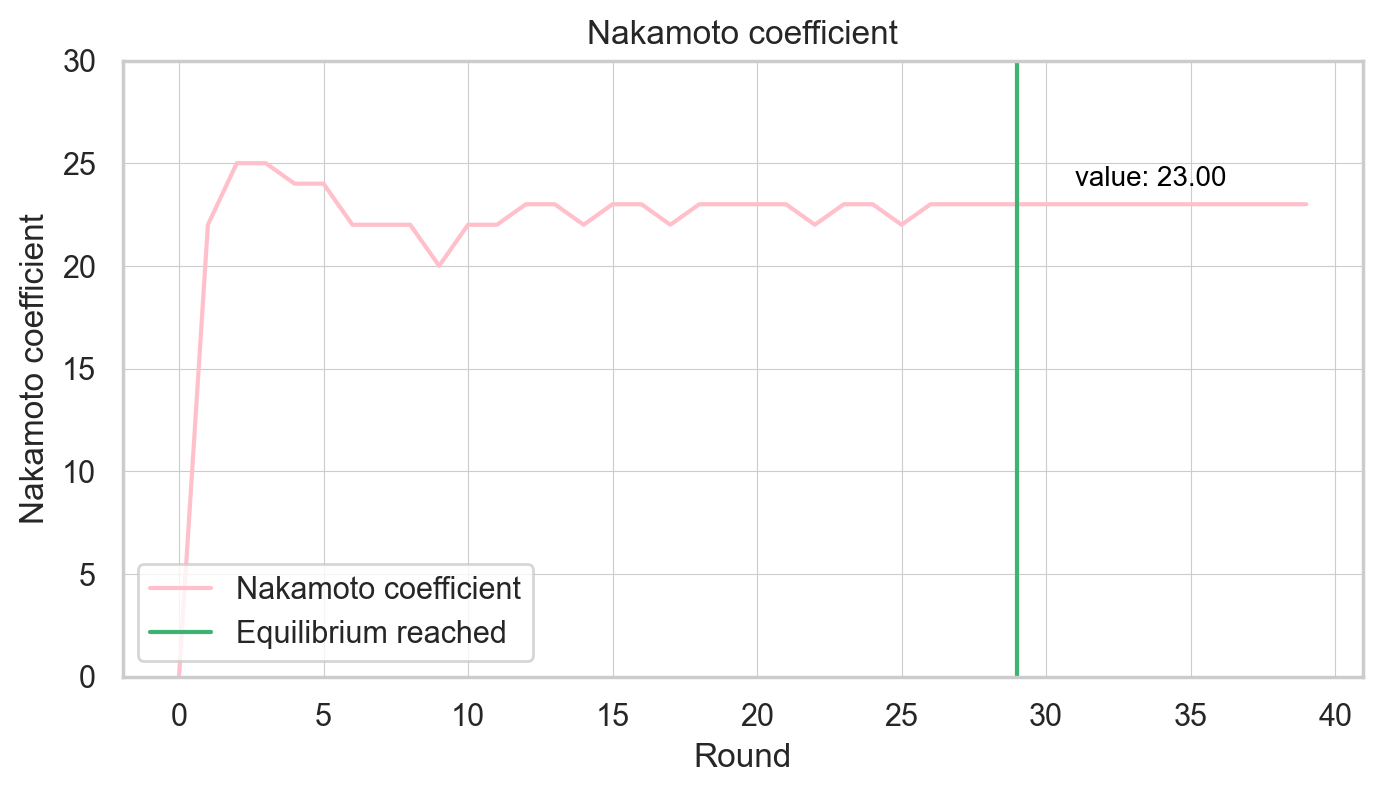 Nakamoto coefficient
30
25
20
15
10
5
0
Nakamoto coefficient
value: 23.00
Nakamoto coefficient
Equilibrium reached
0 5 10 15 20 25 30 35 40
Round